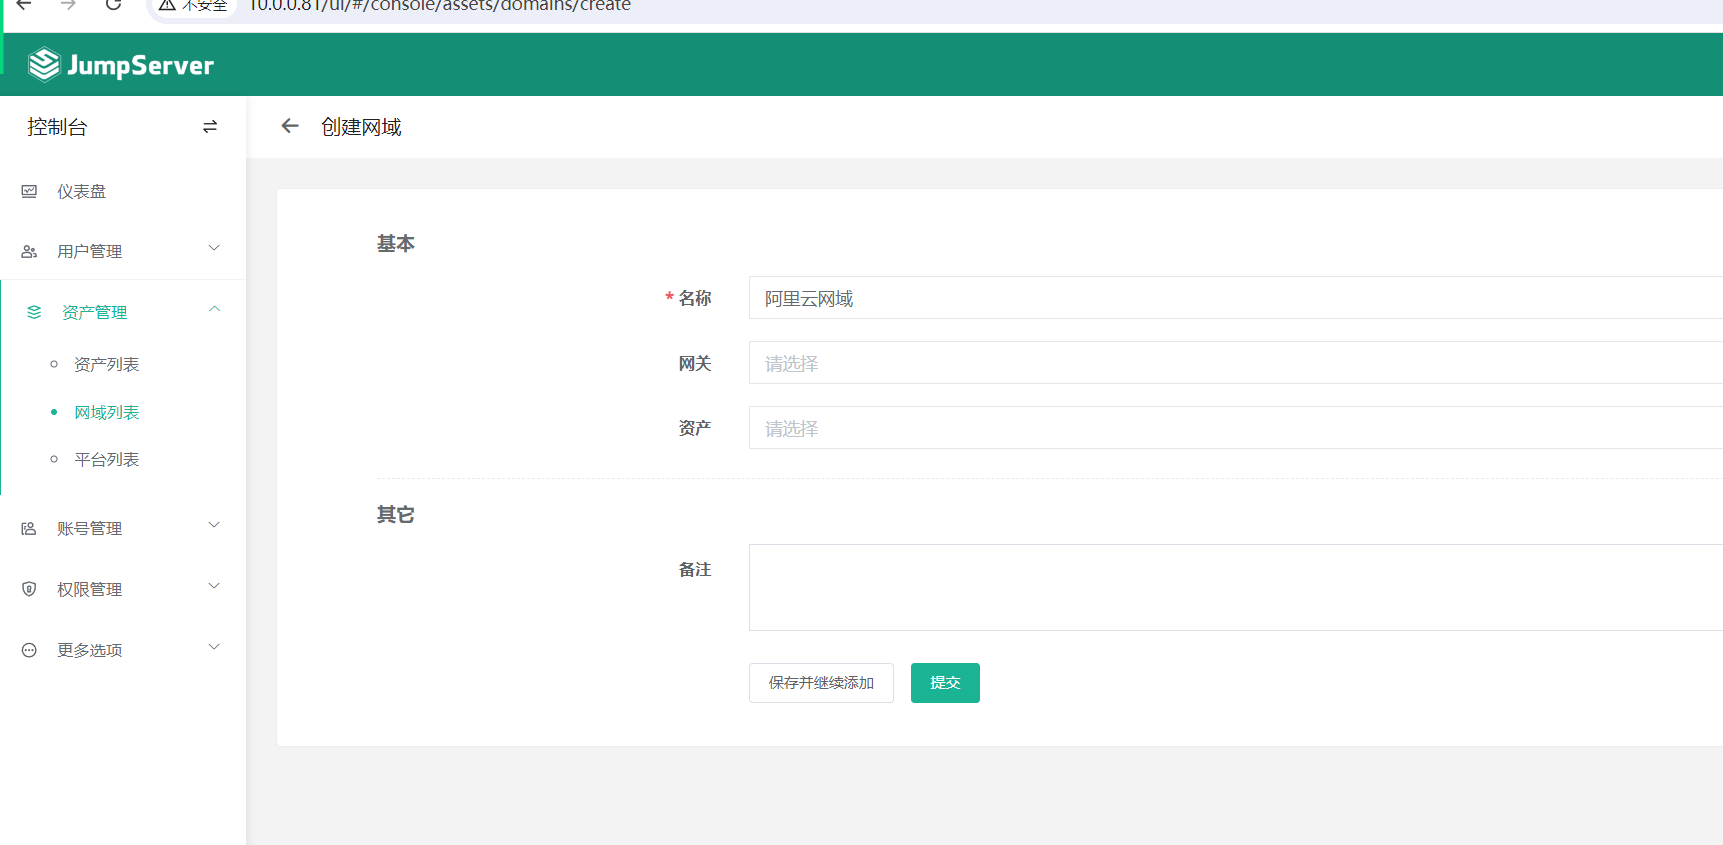 不安全 10.0.0.81/ui/#/console/assets/domains/create
JumpServer
控制台
创建网域
仪表盘
用户管理
资产管理
资产列表
网域列表
平台列表
账号管理
权限管理
更多选项
基本
* 名称 阿里云网域
网关 请选择
资产 请选择
其它
备注
保存并继续添加 提交